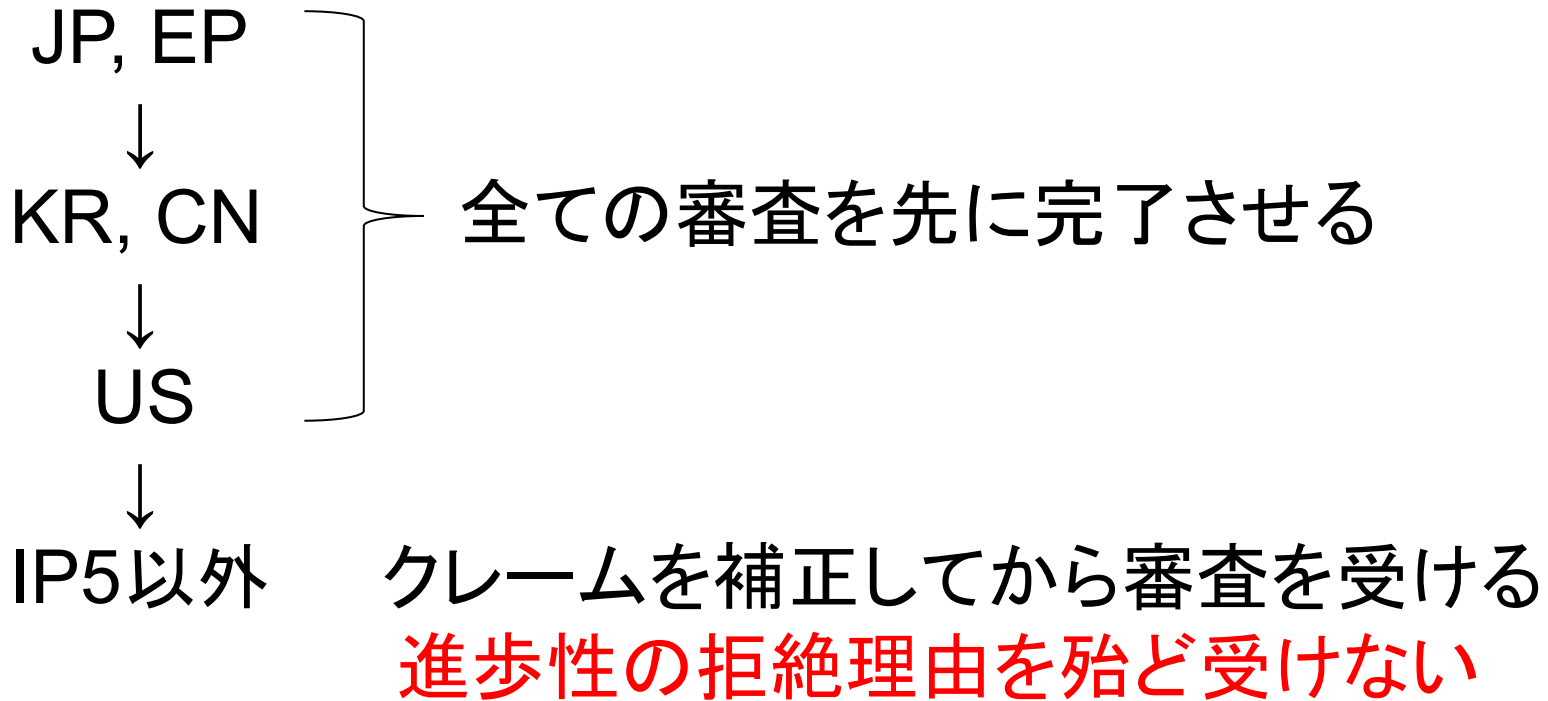 JP, EP
↓
KR, CN 全ての審査を先に完了させる
↓
US
↓
IP5以外 クレームを補正してから審査を受ける
進歩性の拒絶理由を殆ど受けない